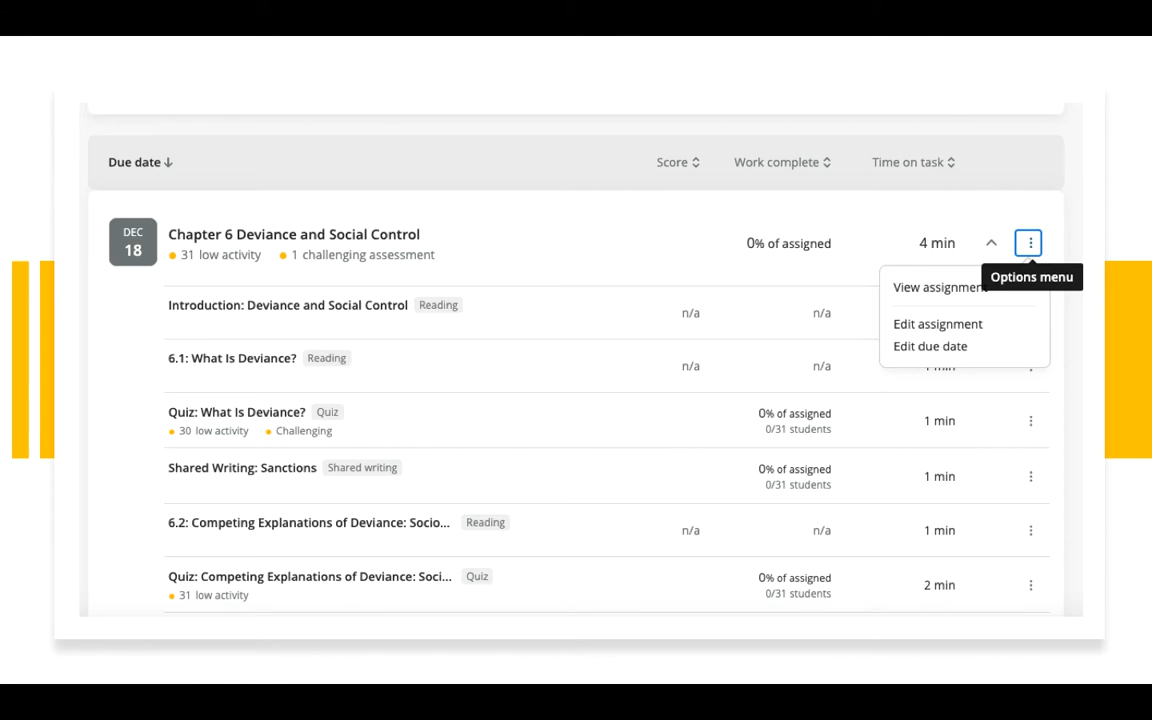 Due date Score Work complete Time on task
DEC
18
Chapter 6 Deviance and Social Control
31 low activity 1 challenging assessment
0% of assigned 4 min
Options menu
View assignment
Edit assignment
Edit due date
Introduction: Deviance and Social Control Reading
n/a n/a
6.1: What Is Deviance? Reading
n/a n/a 1 min
Quiz: What Is Deviance? Quiz
30 low activity Challenging
0% of assigned
0/31 students
1 min
Shared Writing: Sanctions Shared writing
0% of assigned
0/31 students
1 min
6.2: Competing Explanations of Deviance: Socio... Reading
n/a n/a 1 min
Quiz: Competing Explanations of Deviance: Soci... Quiz
31 low activity
0% of assigned
0/31 students
2 min